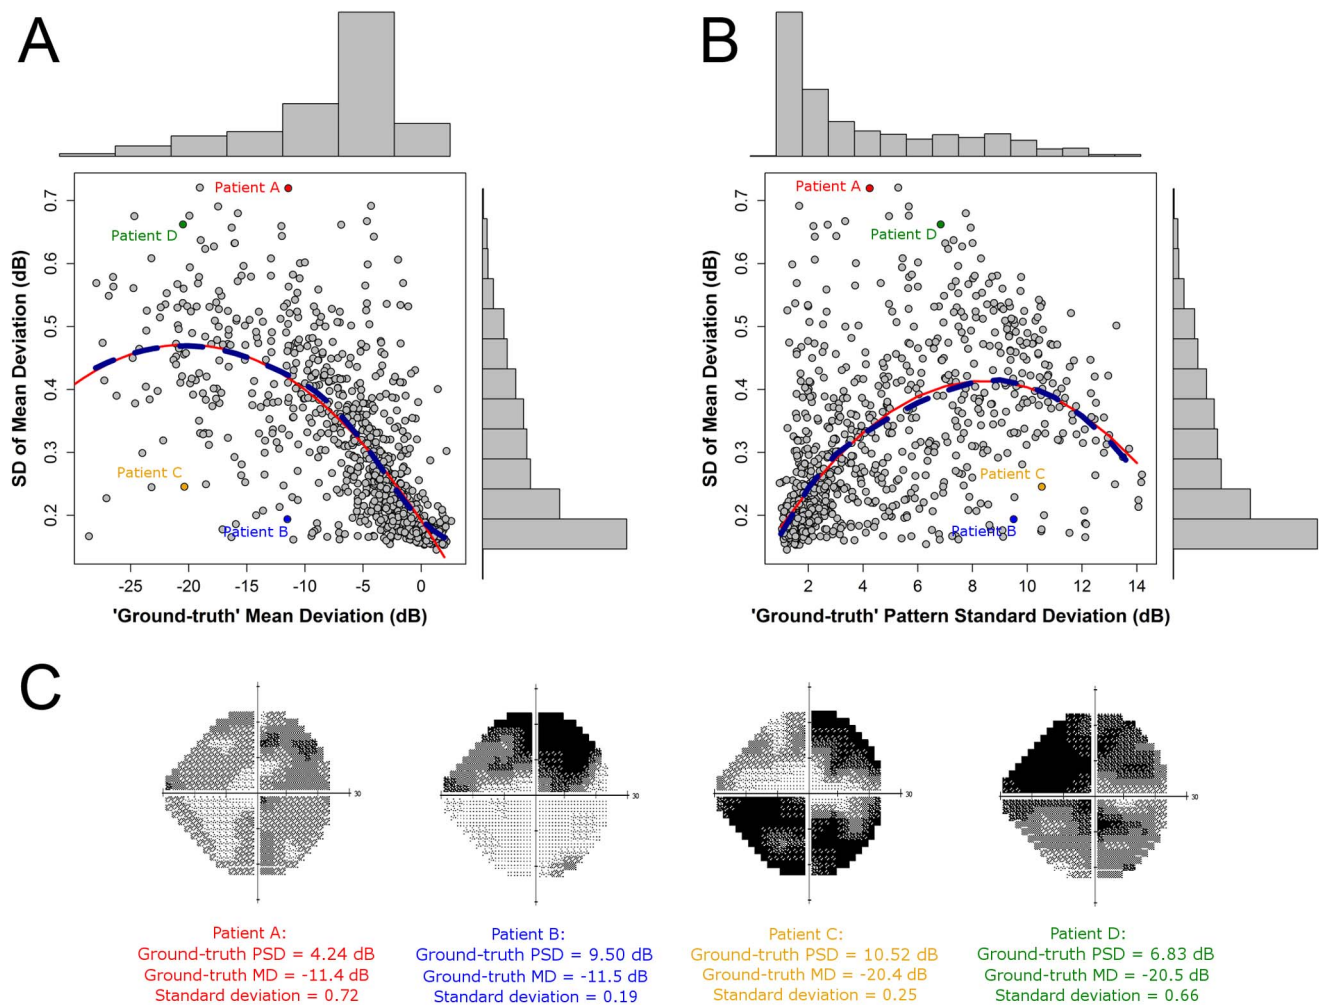 A
B
Patient A
Patient D
Patient C
Patient B
0.7
0.6
0.5
0.4
0.3
0.2
SD of Mean Deviation (dB)
-25 -20 -15 -10 -5 0
'Ground-truth' Mean Deviation (dB)
Patient A
Patient D
Patient C
Patient B
0.7
0.6
0.5
0.4
0.3
0.2
SD of Mean Deviation (dB)
2 4 6 8 10 12 14
'Ground-truth' Pattern Standard Deviation (dB)
C
30
30
30
30
Patient A:
Ground-truth PSD = 4.24 dB
Ground-truth MD = -11.4 dB
Standard deviation = 0.72
Patient B:
Ground-truth PSD = 9.50 dB
Ground-truth MD = -11.5 dB
Standard deviation = 0.19
Patient C:
Ground-truth PSD = 10.52 dB
Ground-truth MD = -20.4 dB
Standard deviation = 0.25
Patient D:
Ground-truth PSD = 6.83 dB
Ground-truth MD = -20.5 dB
Standard deviation = 0.66